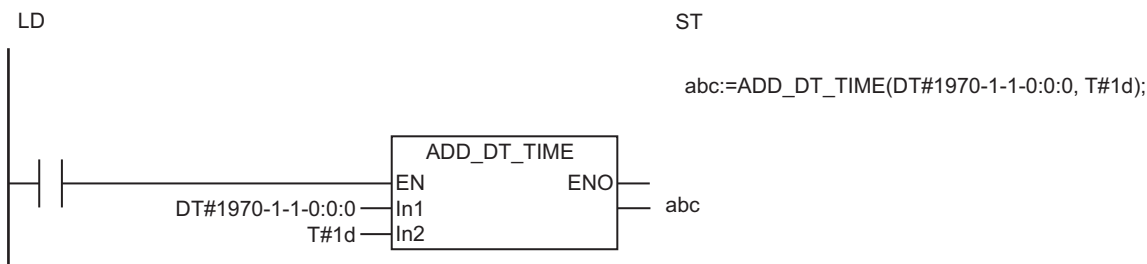 LD
ST
abc:=ADD_DT_TIME(DT#1970-1-1-0:0:0, T#1d);
ADD_DT_TIME
EN ENO
DT#1970-1-1-0:0:0 In1 abc
T#1d In2